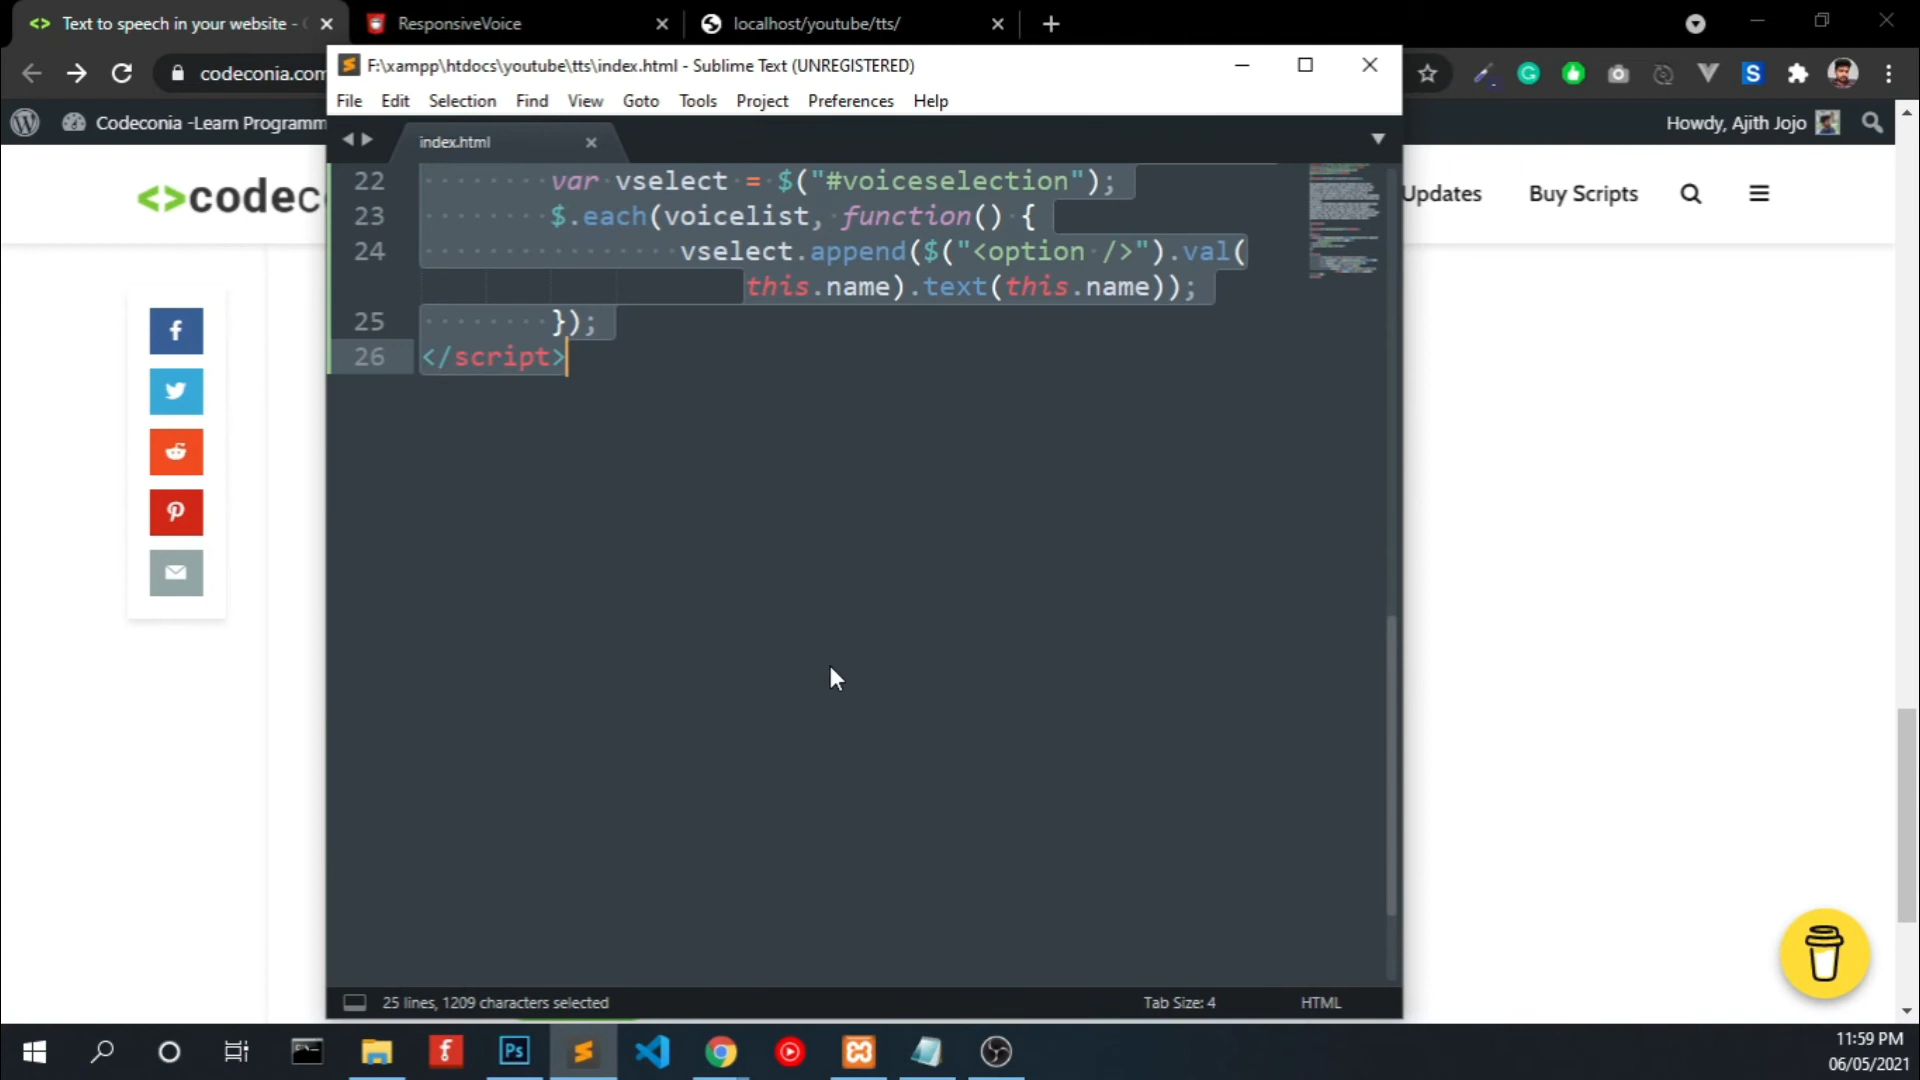 Text to speech in your website -
ResponsiveVoice
localhost/youtube/tts/
codeconia.com
F:\xampp\htdocs\youtube\tts\index.html - Sublime Text (UNREGISTERED)
File Edit Selection Find View Goto Tools Project Preferences Help
Codeconia -Learn Programm
Howdy, Ajith Jojo
index.html
<>codeco
Updates
Buy Scripts
22 var vselect = $("#voiceselection");
23 $.each(voicelist, function() {
24 vselect.append($("<option />").val(
this.name).text(this.name));
25 });
26 </script>
25 lines, 1209 characters selected
Tab Size: 4
HTML
Ps
11:59 PM
06/05/2021